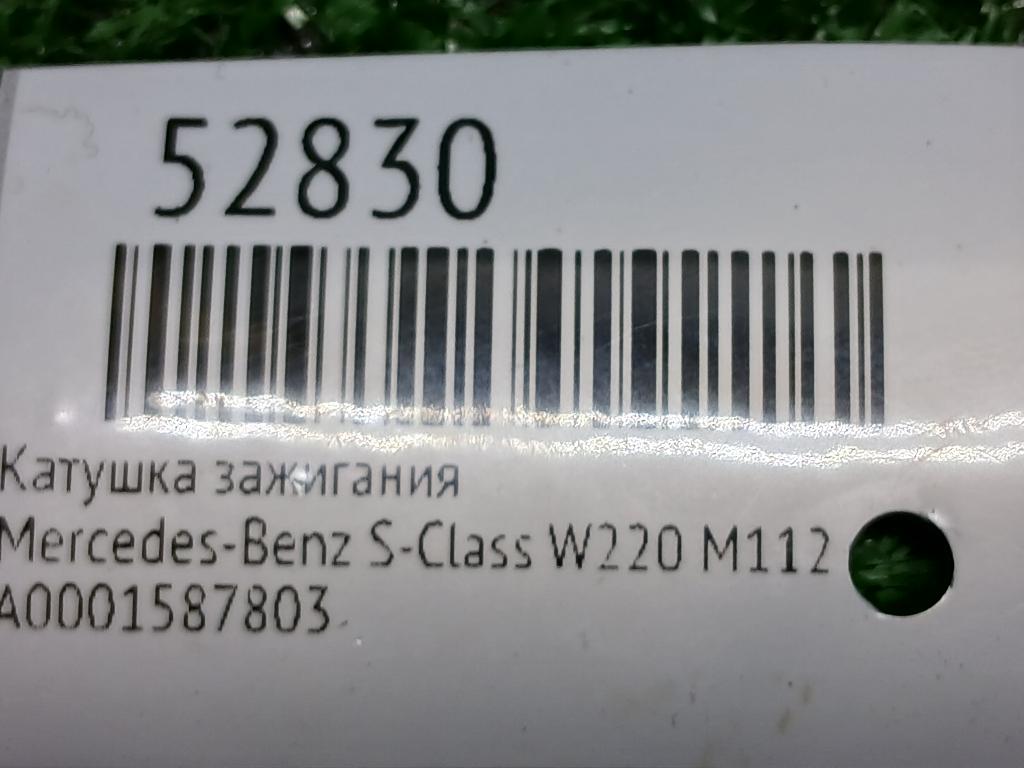 52830
Катушка зажигания
Mercedes-Benz S-Class W220 M112
A0001587803